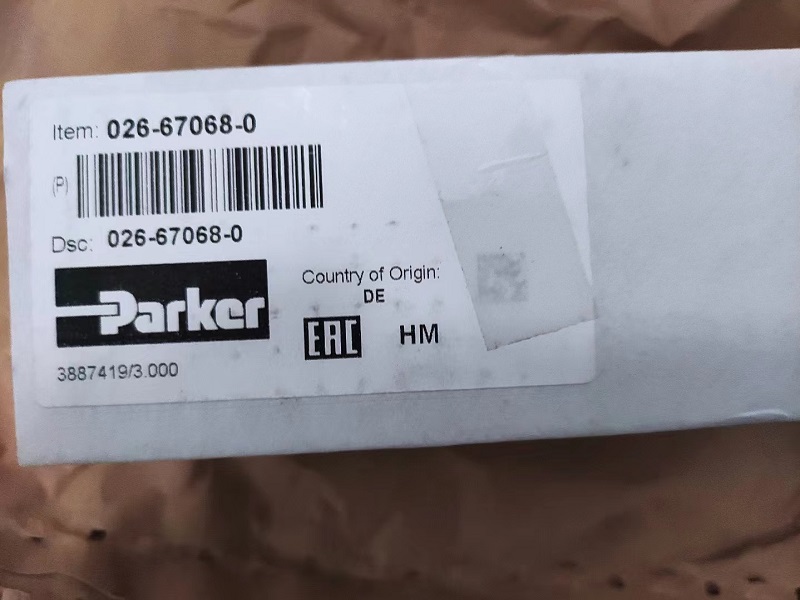 Item: 026-67068-0
(P)
Dsc: 026-67068-0
Parker
Country of Origin:
DE
EAC HM
3887419/3.000